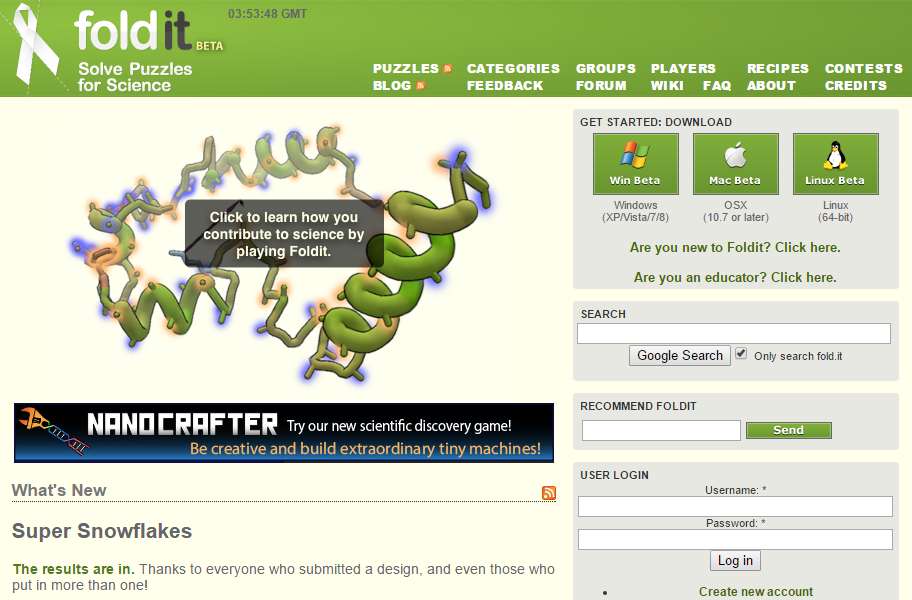 foldit BETA
Solve Puzzles
for Science
03:53:48 GMT
PUZZLES CATEGORIES GROUPS PLAYERS RECIPES CONTESTS
BLOG FEEDBACK FORUM WIKI FAQ ABOUT CREDITS
Click to learn how you
contribute to science by
playing Foldit.
NANOCRAFTER Try our new scientific discovery game!
Be creative and build extraordinary tiny machines!
What's New
Super Snowflakes
The results are in. Thanks to everyone who submitted a design, and even those who
put in more than one!
GET STARTED: DOWNLOAD
Win Beta Mac Beta Linux Beta
Windows OSX Linux
(XP/Vista/7/8) (10.7 or later) (64-bit)
Are you new to Foldit? Click here.
Are you an educator? Click here.
SEARCH
Google Search Only search fold.it
RECOMMEND FOLDIT
Send
USER LOGIN
Username: *
Password: *
Log in
• Create new account